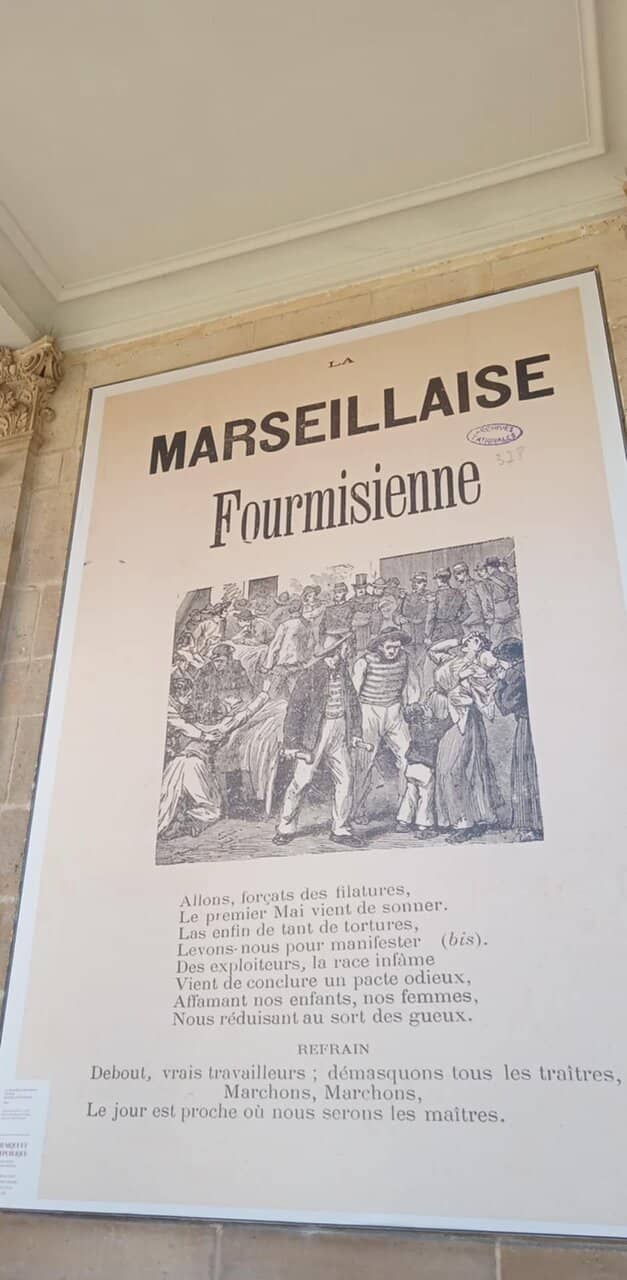 LA
MARSEILLAISE
ARCHIVES
NATIONALES
328
Fourmisienne
Allons, forçats des filatures,
Le premier Mai vient de sonner.
Las enfin de tant de tortures,
Levons-nous pour manifester (bis).
Des exploiteurs, la race infâme
Vient de conclure un pacte odieux,
Affamant nos enfants, nos femmes,
Nous réduisant au sort des gueux.
REFRAIN
Debout, vrais travailleurs ; démasquons tous les traîtres,
Marchons, Marchons,
Le jour est proche où nous serons les maîtres.